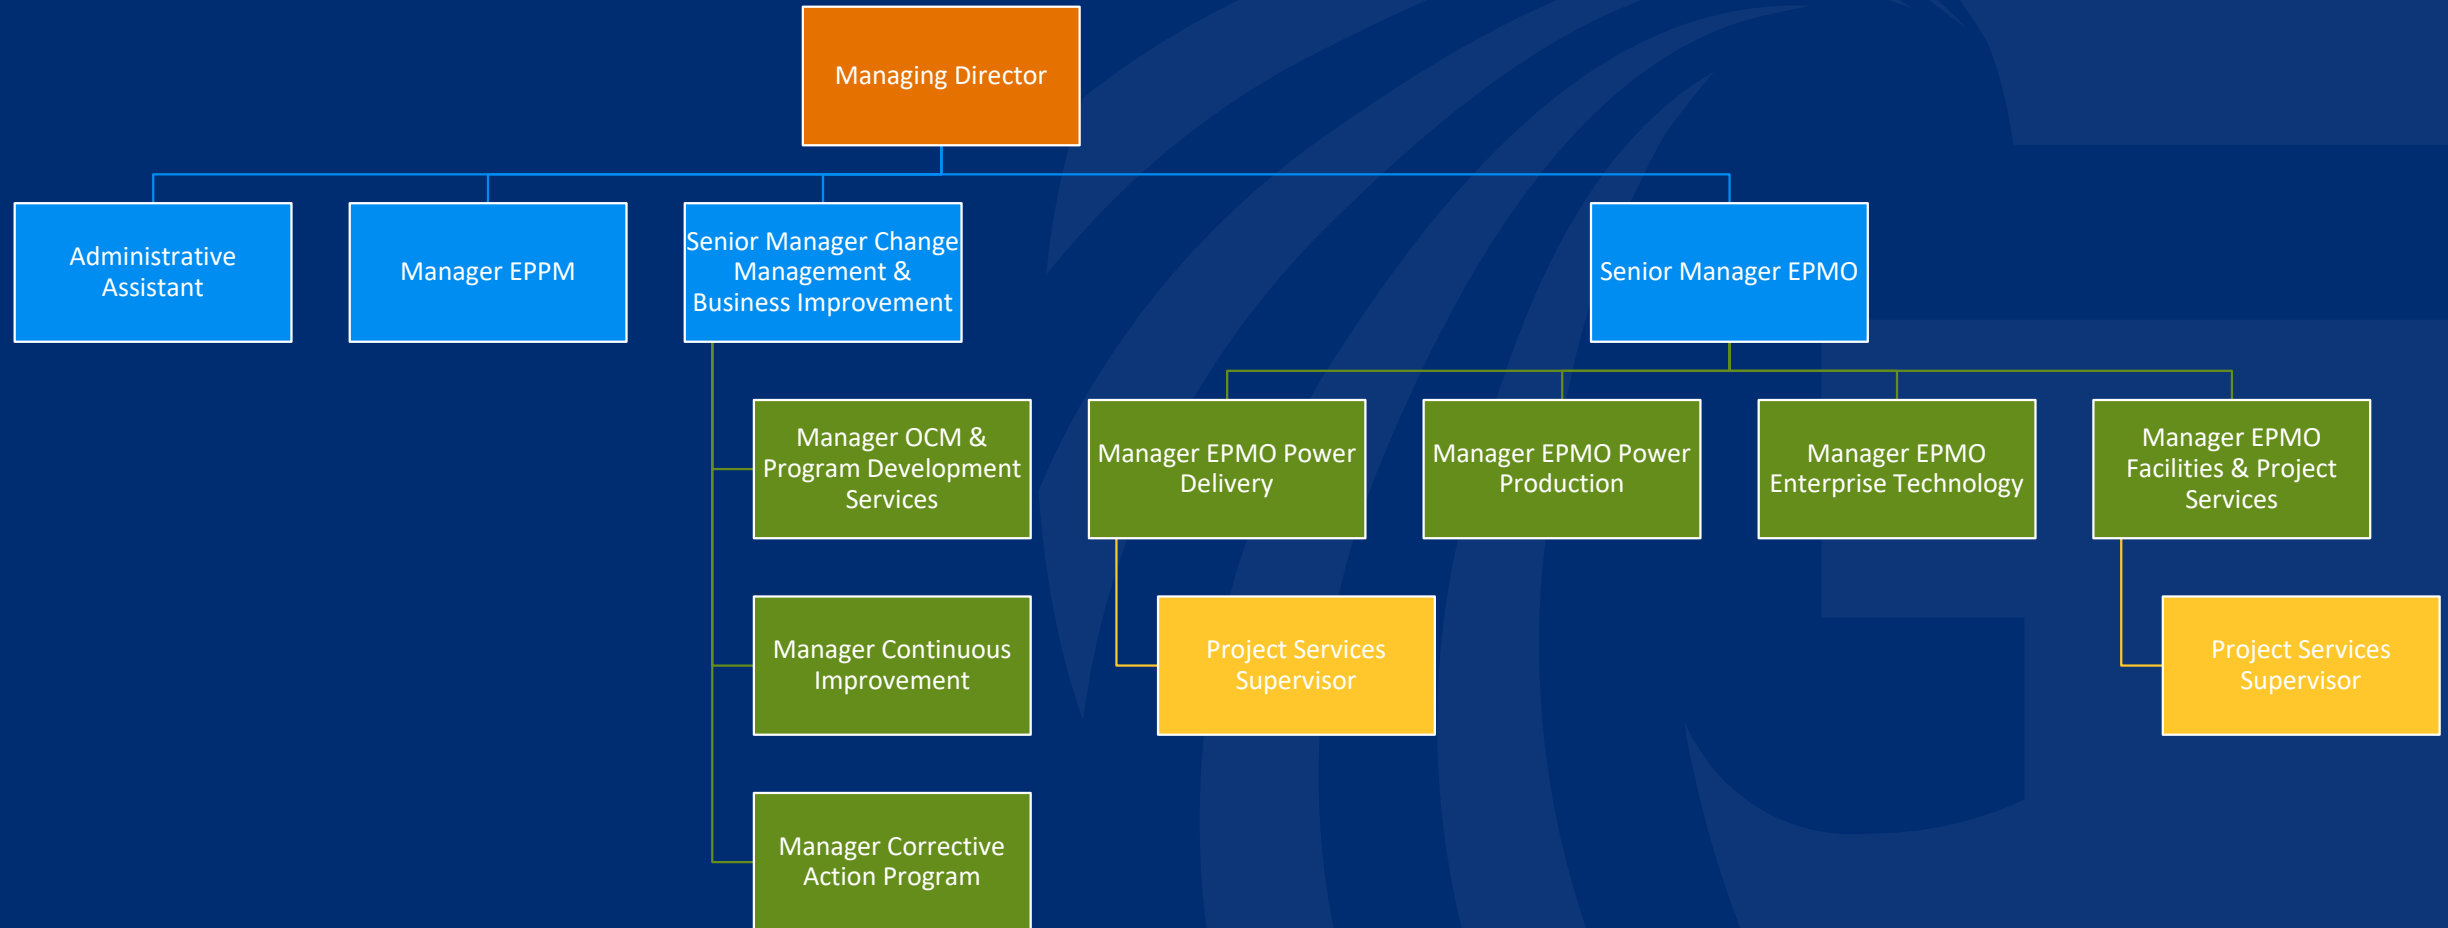 Managing Director
Administrative
Assistant
Manager EPPM
Senior Manager Change
Management &
Business Improvement
Senior Manager EPMO
Manager OCM &
Program Development
Services
Manager EPMO Power
Delivery
Manager EPMO Power
Production
Manager EPMO
Enterprise Technology
Manager EPMO
Facilities & Project
Services
Manager Continuous
Improvement
Project Services
Supervisor
Project Services
Supervisor
Manager Corrective
Action Program